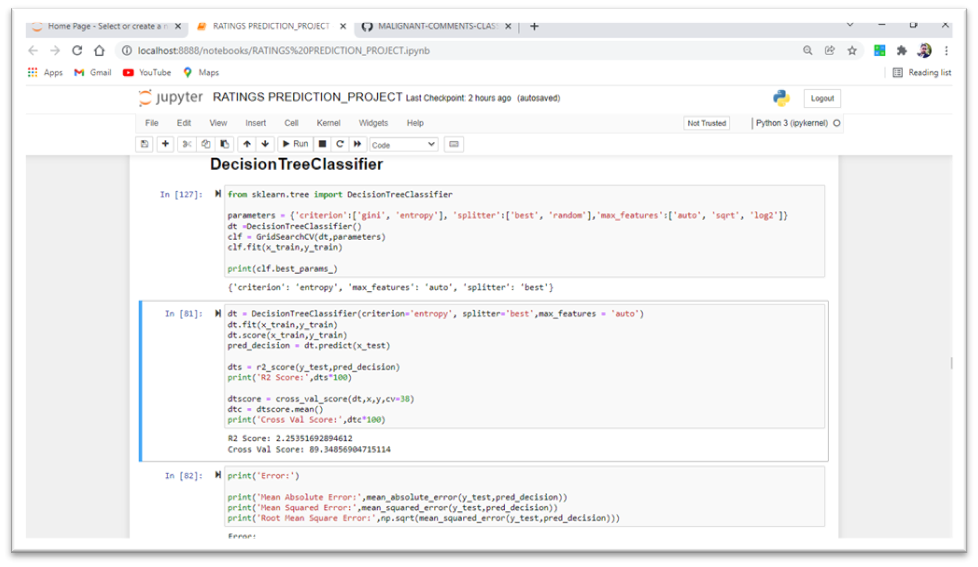 Home Page - Select or create a n
RATINGS PREDICTION_PROJECT
MALIGNANT-COMMENTS-CLAS
localhost:8888/notebooks/RATINGS%20PREDICTION_PROJECT.ipynb
Apps Gmail YouTube Maps Reading list
jupyter RATINGS PREDICTION_PROJECT Last Checkpoint: 2 hours ago (autosaved) Logout
File Edit View Insert Cell Kernel Widgets Help Not Trusted Python 3 (ipykernel)
Run Code
DecisionTreeClassifier
In [127]: from sklearn.tree import DecisionTreeClassifier
parameters = {'criterion':['gini', 'entropy'], 'splitter':['best', 'random'],'max_features':['auto', 'sqrt', 'log2']}
dt =DecisionTreeClassifier()
clf = GridSearchCV(dt,parameters)
clf.fit(x_train,y_train)
print(clf.best_params_)
{'criterion': 'entropy', 'max_features': 'auto', 'splitter': 'best'}
In [81]: dt = DecisionTreeClassifier(criterion='entropy', splitter='best',max_features = 'auto')
dt.fit(x_train,y_train)
dt.score(x_train,y_train)
pred_decision = dt.predict(x_test)
dts = r2_score(y_test,pred_decision)
print('R2 Score:',dts*100)
dtscore = cross_val_score(dt,x,y,cv=38)
dtc = dtscore.mean()
print('Cross Val Score:',dtc*100)
R2 Score: 2.25351692894612
Cross Val Score: 89.34856904715114
In [82]: print('Error:')
print('Mean Absolute Error:',mean_absolute_error(y_test,pred_decision))
print('Mean Squared Error:',mean_squared_error(y_test,pred_decision))
print('Root Mean Square Error:',np.sqrt(mean_squared_error(y_test,pred_decision)))
Error: